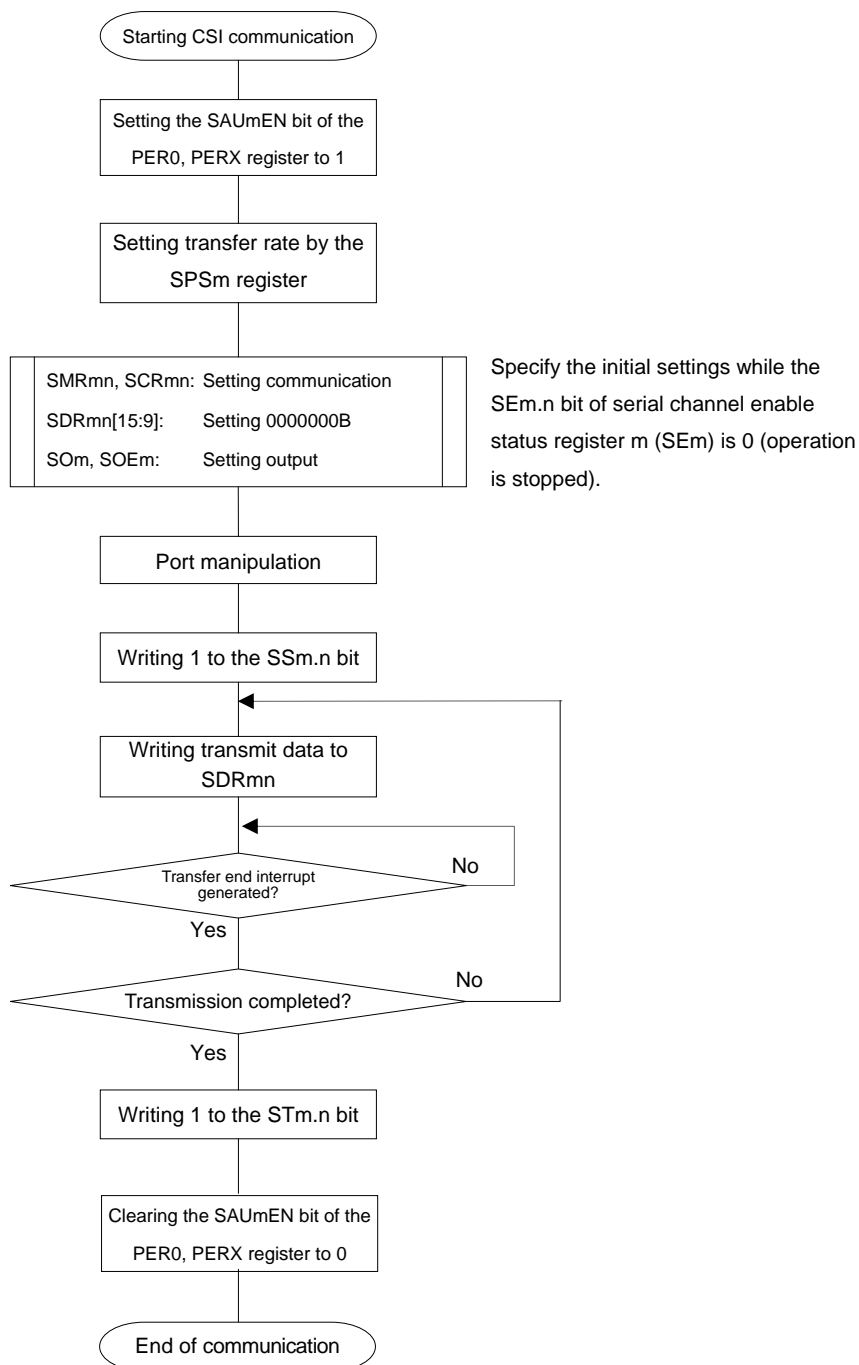 Starting CSI communication
Setting the SAUmEN bit of the
PER0, PERX register to 1
Setting transfer rate by the
SPSm register
SMRmn, SCRmn: Setting communication
SDRmn[15:9]: Setting 0000000B
SOm, SOEm: Setting output
Specify the initial settings while the
SEm.n bit of serial channel enable
status register m (SEm) is 0 (operation
is stopped).
Port manipulation
Writing 1 to the SSm.n bit
Writing transmit data to
SDRmn
Transfer end interrupt
generated?
No
Yes
Transmission completed?
No
Yes
Writing 1 to the STm.n bit
Clearing the SAUmEN bit of the
PER0, PERX register to 0
End of communication